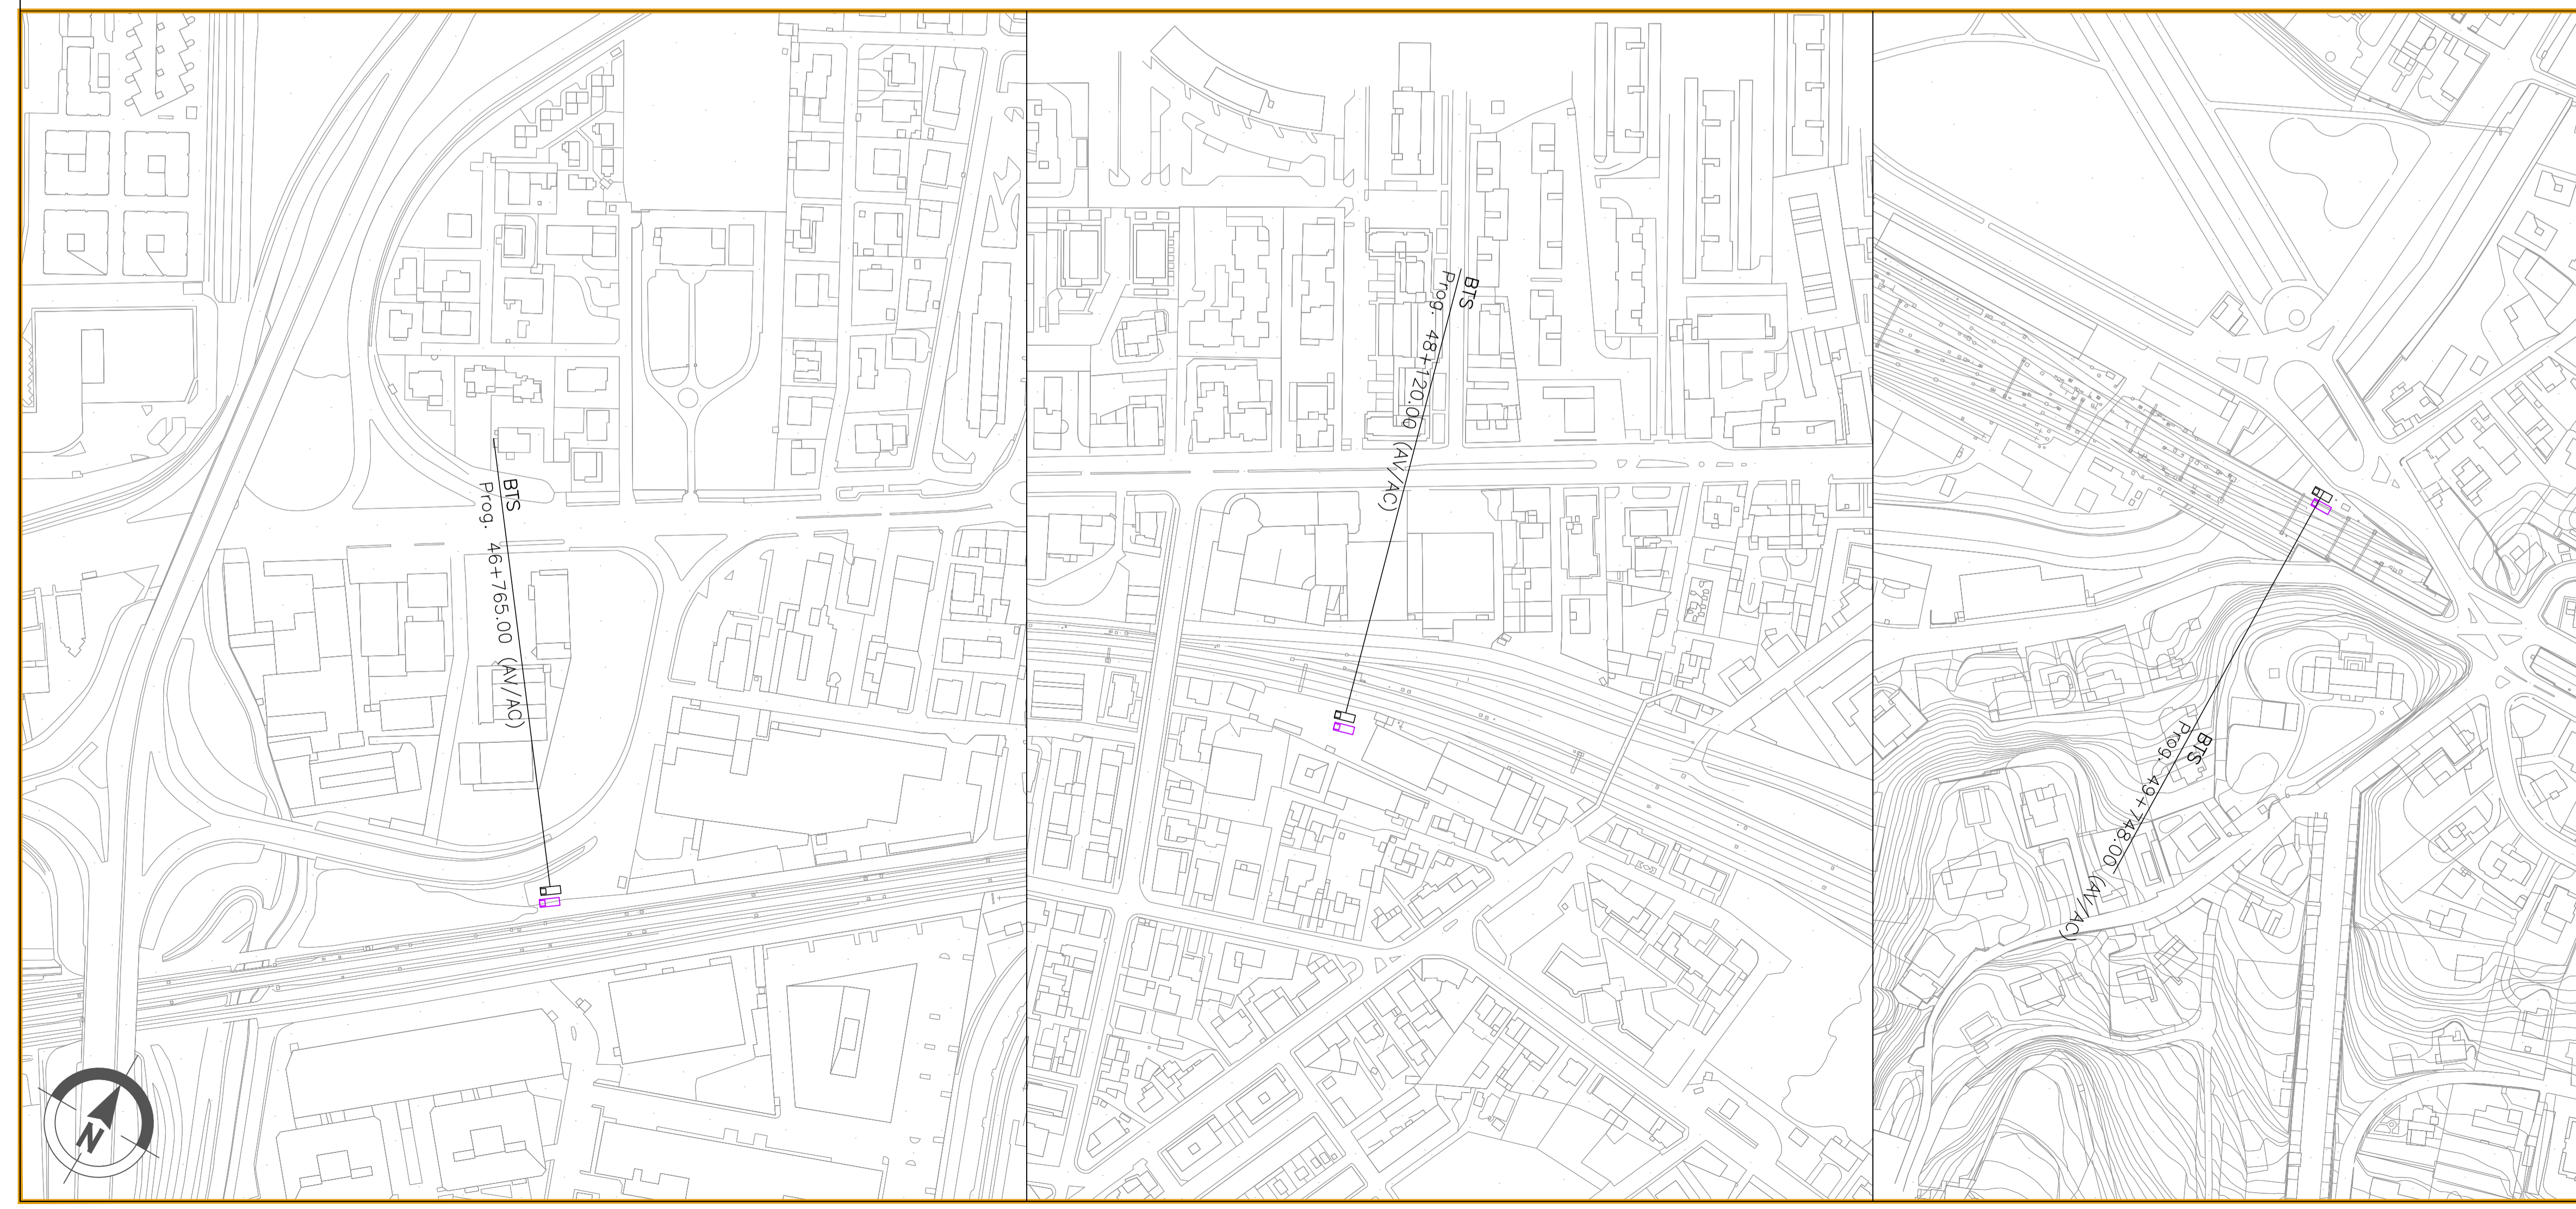 BTS
Prog. 46+765.00 (AV/AC)
BTS
Prog. 48+120.00 (AV/AC)
BTS
Prog. 49+748.00 (AV/AC)
N